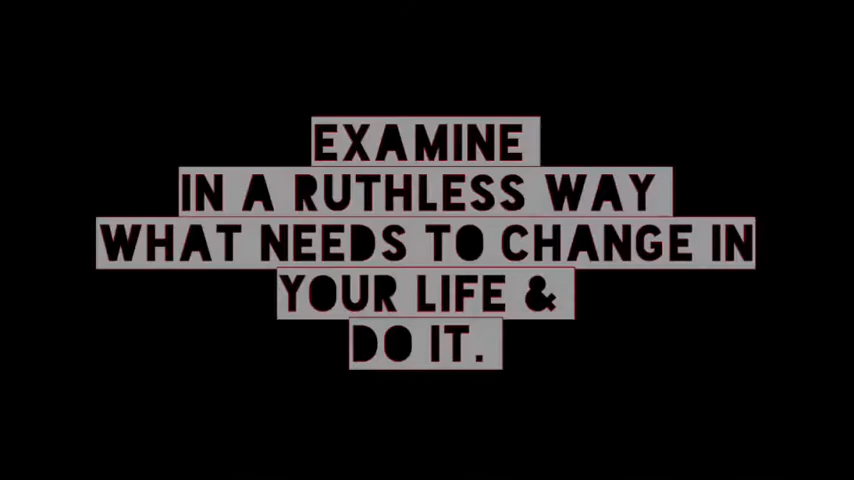 EXAMINE
IN A RUTHLESS WAY
WHAT NEEDS TO CHANGE IN
YOUR LIFE &
DO IT.